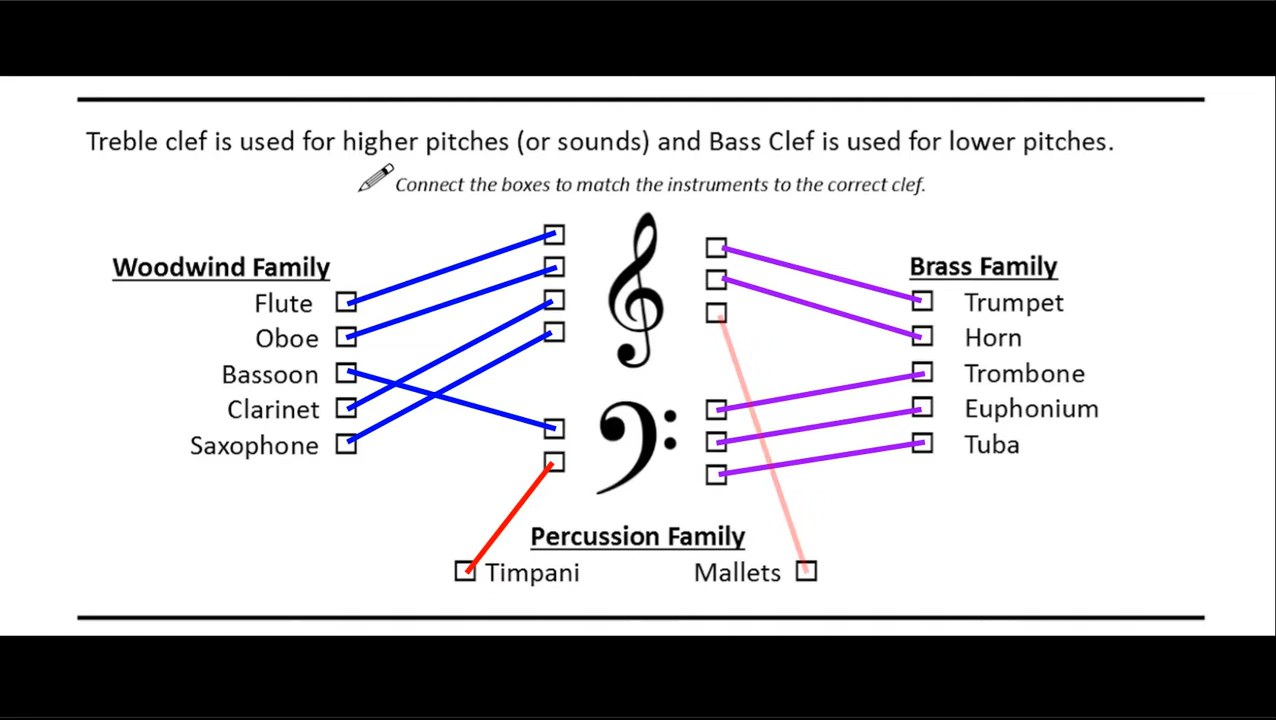 Treble clef is used for higher pitches (or sounds) and Bass Clef is used for lower pitches.
Connect the boxes to match the instruments to the correct clef.
Woodwind Family
Flute
Oboe
Bassoon
Clarinet
Saxophone
Brass Family
Trumpet
Horn
Trombone
Euphonium
Tuba
Percussion Family
Timpani
Mallets